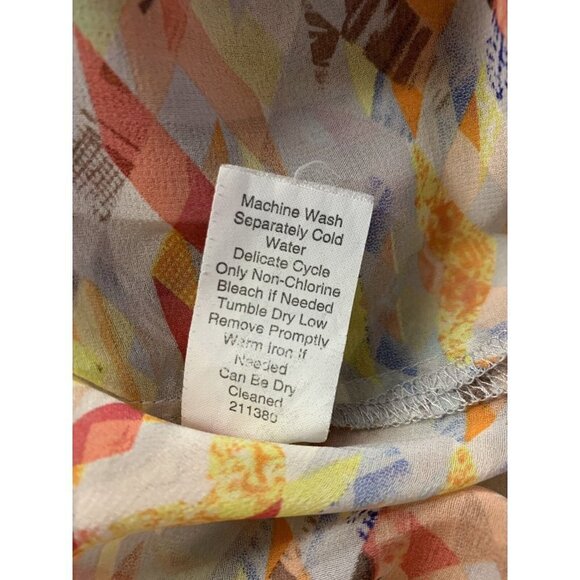 Machine Wash
Separately Cold
Water
Delicate Cycle
Only Non-Chlorine
Bleach if Needed
Tumble Dry Low
Remove Promptly
Warm Iron If
Needed
Can Be Dry
Cleaned
211380